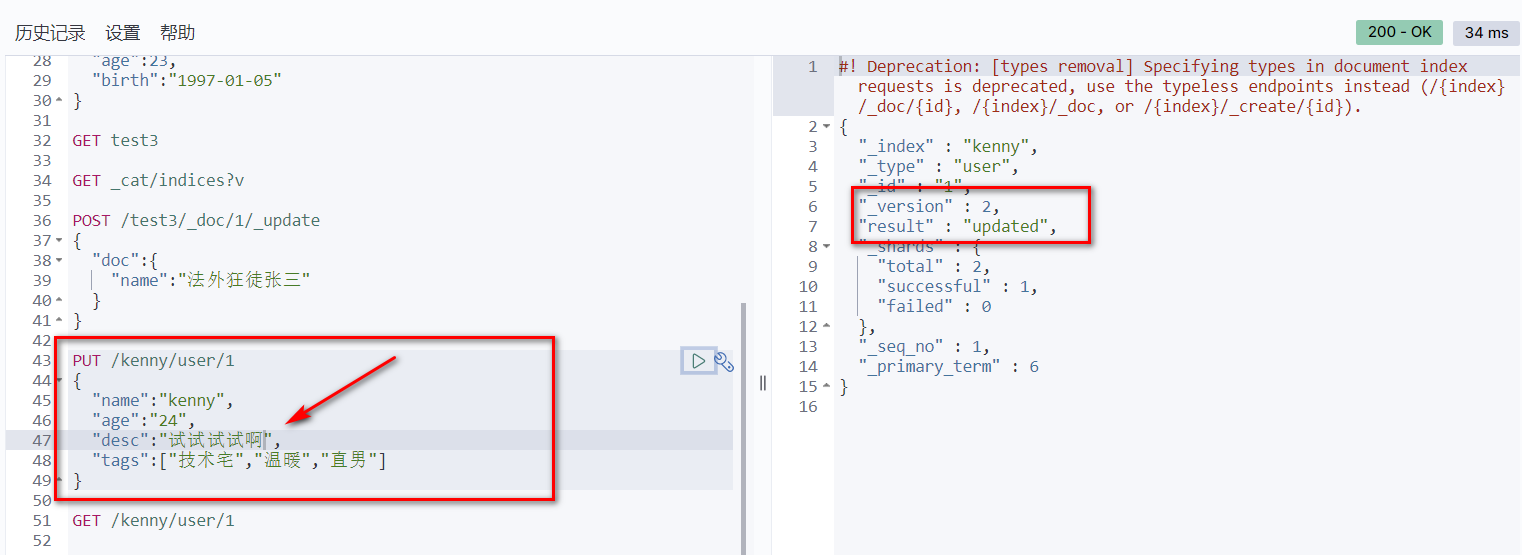 历史记录 设置 帮助
200 - OK
34 ms
28 "age":23,
29 "birth":"1997-01-05"
30 }
31
32 GET test3
33
34 GET _cat/indices?v
35
36 POST /test3/_doc/1/_update
37 {
38 "doc":{
39 "name":"法外狂徒张三"
40 }
41 }
42
43 PUT /kenny/user/1
44 {
45 "name":"kenny",
46 "age":"24",
47 "desc":"试试试试啊",
48 "tags":["技术宅","温暖","直男"]
49 }
50
51 GET /kenny/user/1
52
1 #! Deprecation: [types removal] Specifying types in document index
requests is deprecated, use the typeless endpoints instead (/{index}
/_doc/{id}, /{index}/_doc, or /{index}/_create/{id}).
2 {
3 "_index" : "kenny",
4 "_type" : "user",
5 "_id" : "1",
6 "_version" : 2,
7 "result" : "updated",
8 "_shards" : {
9 "total" : 2,
10 "successful" : 1,
11 "failed" : 0
12 },
13 "_seq_no" : 1,
14 "_primary_term" : 6
15 }
16